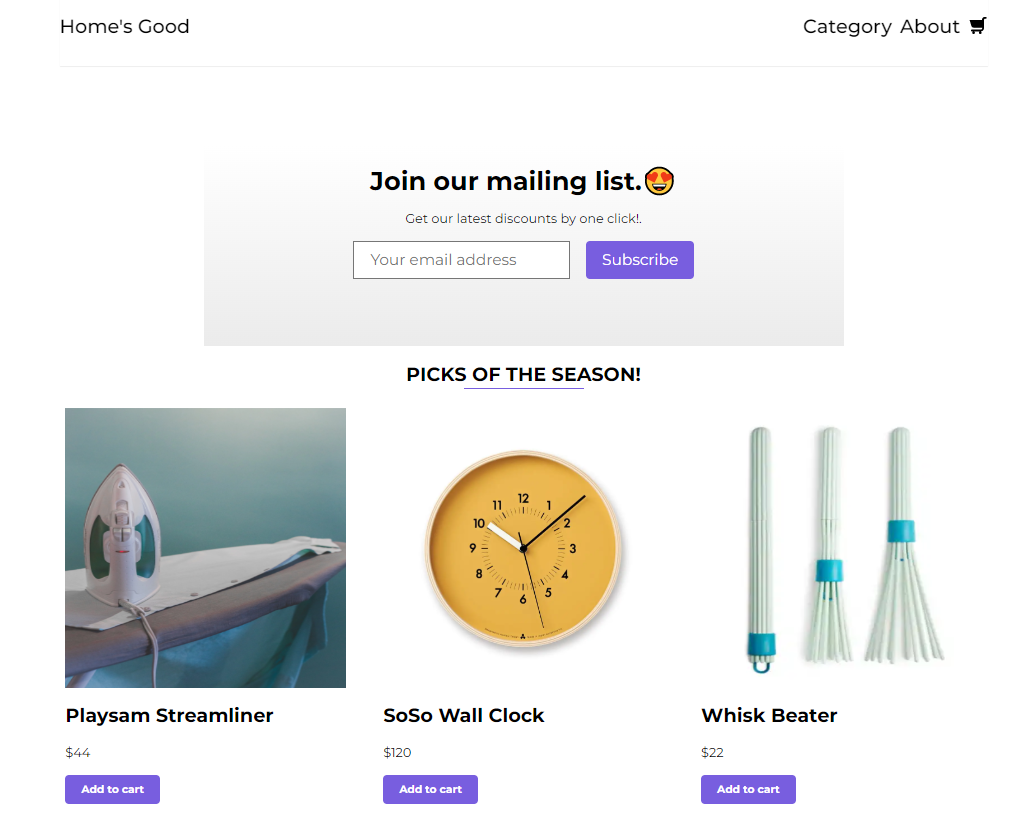 Home's Good
Category About
Join our mailing list.😍
Get our latest discounts by one click!.
Your email address
Subscribe
PICKS OF THE SEASON!
12
11 1
10 2
9 3
8 4
7 5
6
Playsam Streamliner
SoSo Wall Clock
Whisk Beater
$44
$120
$22
Add to cart
Add to cart
Add to cart